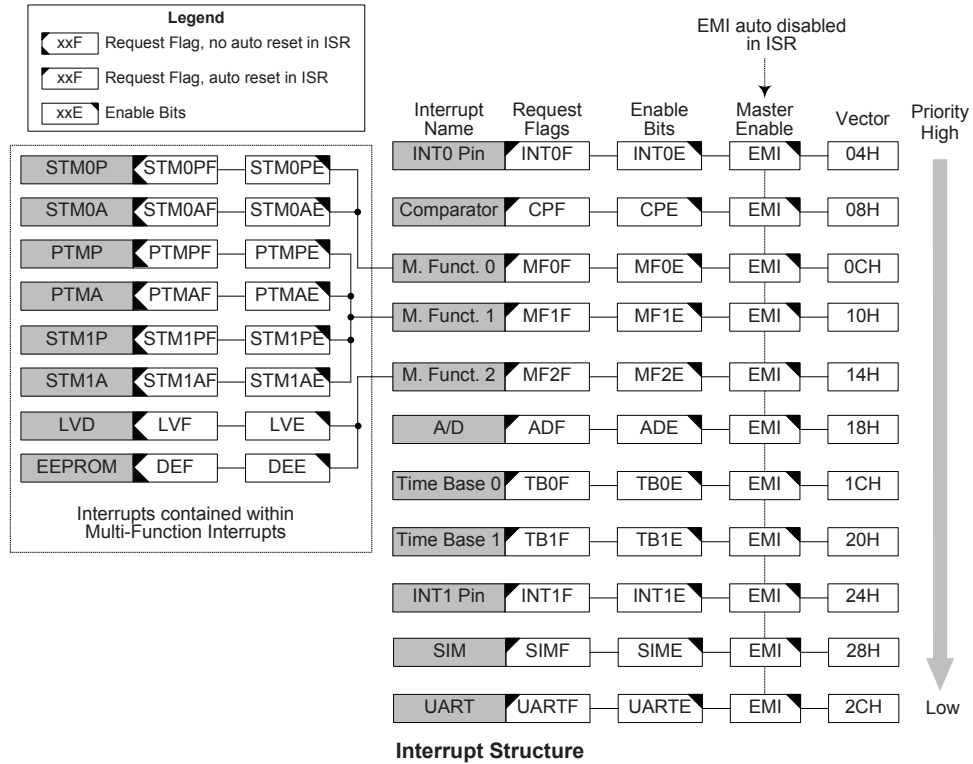 Legend
xxF Request Flag, no auto reset in ISR
xxF Request Flag, auto reset in ISR
xxE Enable Bits
EMI auto disabled
in ISR
Interrupt Name Request Flags Enable Bits Master Enable Vector Priority
High
STM0P STM0PF STM0PE
STM0A STM0AF STM0AE
PTMP PTMPF PTMPE
PTMA PTMAF PTMAE
STM1P STM1PF STM1PE
STM1A STM1AF STM1AE
LVD LVF LVE
EEPROM DEF DEE
Interrupts contained within
Multi-Function Interrupts
INT0 Pin INT0F INT0E EMI 04H
Comparator CPF CPE EMI 08H
M. Funct. 0 MF0F MF0E EMI 0CH
M. Funct. 1 MF1F MF1E EMI 10H
M. Funct. 2 MF2F MF2E EMI 14H
A/D ADF ADE EMI 18H
Time Base 0 TB0F TB0E EMI 1CH
Time Base 1 TB1F TB1E EMI 20H
INT1 Pin INT1F INT1E EMI 24H
SIM SIMF SIME EMI 28H
UART UARTF UARTE EMI 2CH
Low
Interrupt Structure